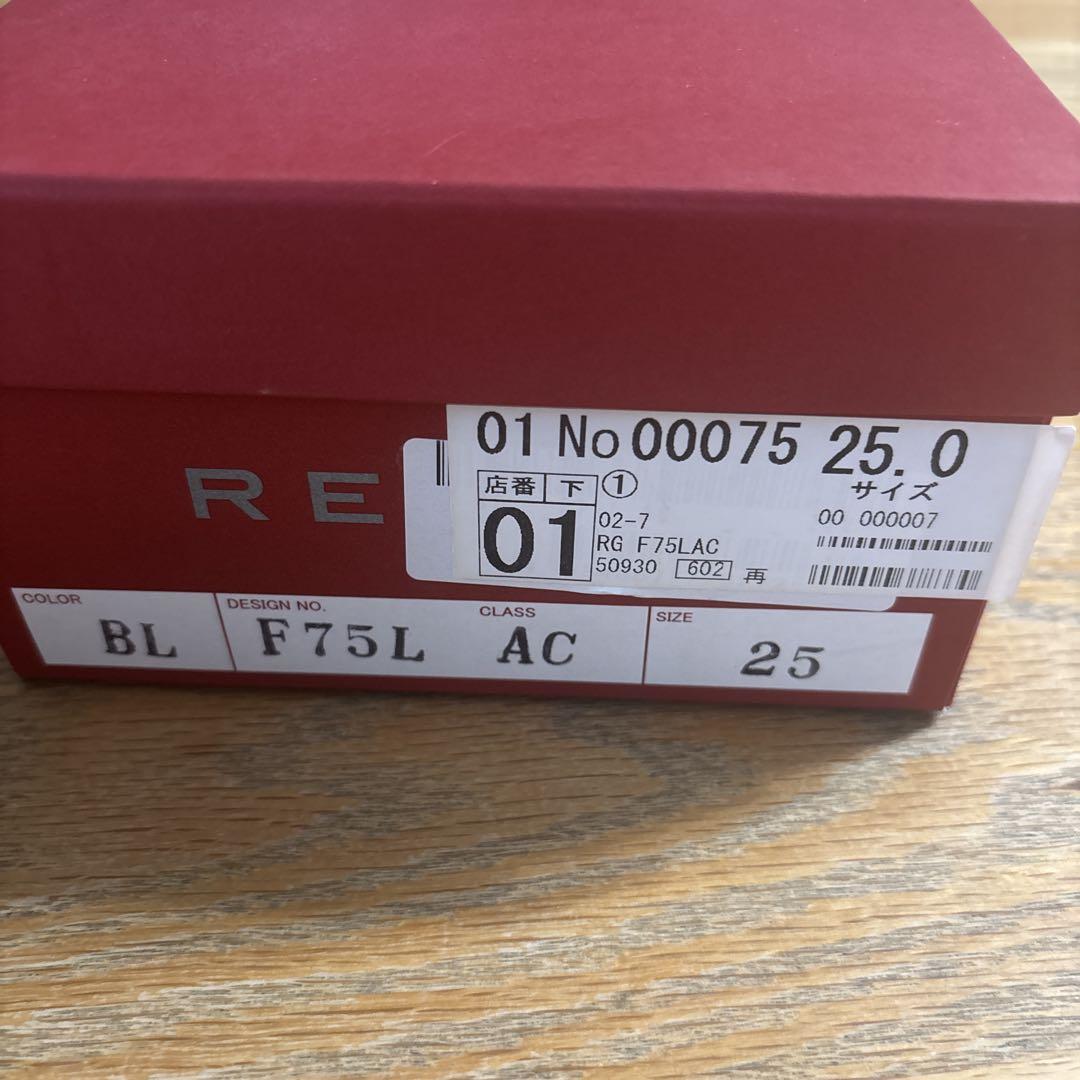 01 No 00075 25.0
サイズ
店番 下 ①
01
02-7
RG F75LAC
50930 602 再
00 000007
RE
COLOR DESIGN NO. CLASS SIZE
BL F75L AC 25